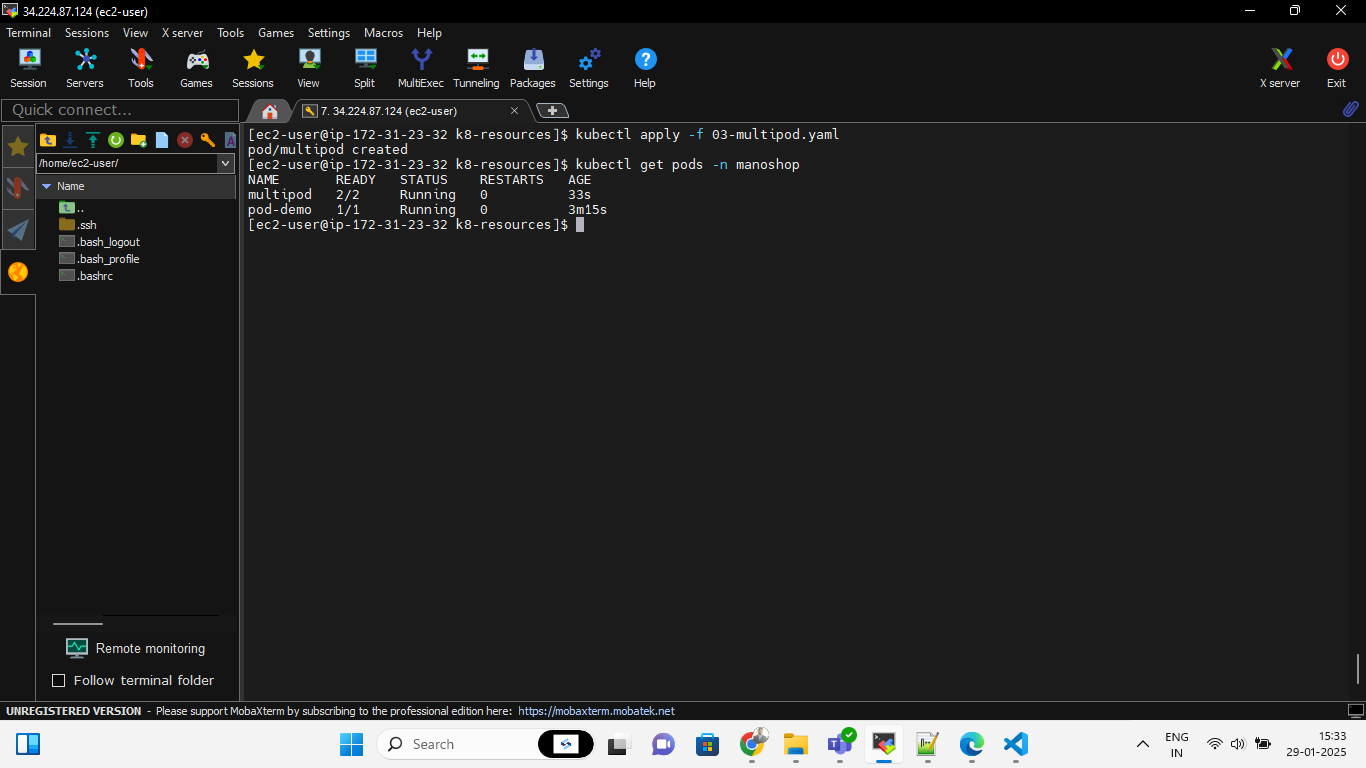 34.224.87.124 (ec2-user)
Terminal Sessions View X server Tools Games Settings Macros Help
Session Servers Tools Games Sessions View Split MultiExec Tunneling Packages Settings Help X server Exit
Quick connect...
7. 34.224.87.124 (ec2-user)
/home/ec2-user/
Name
..
.ssh
.bash_logout
.bash_profile
.bashrc
[ec2-user@ip-172-31-23-32 k8-resources]$ kubectl apply -f 03-multipod.yaml
pod/multipod created
[ec2-user@ip-172-31-23-32 k8-resources]$ kubectl get pods -n manoshop
NAME READY STATUS RESTARTS AGE
multipod 2/2 Running 0 33s
pod-demo 1/1 Running 0 3m15s
[ec2-user@ip-172-31-23-32 k8-resources]$
Remote monitoring
Follow terminal folder
UNREGISTERED VERSION - Please support MobaXterm by subscribing to the professional edition here: https://mobaxterm.mobatek.net
Search
ENG
IN
15:33
29-01-2025